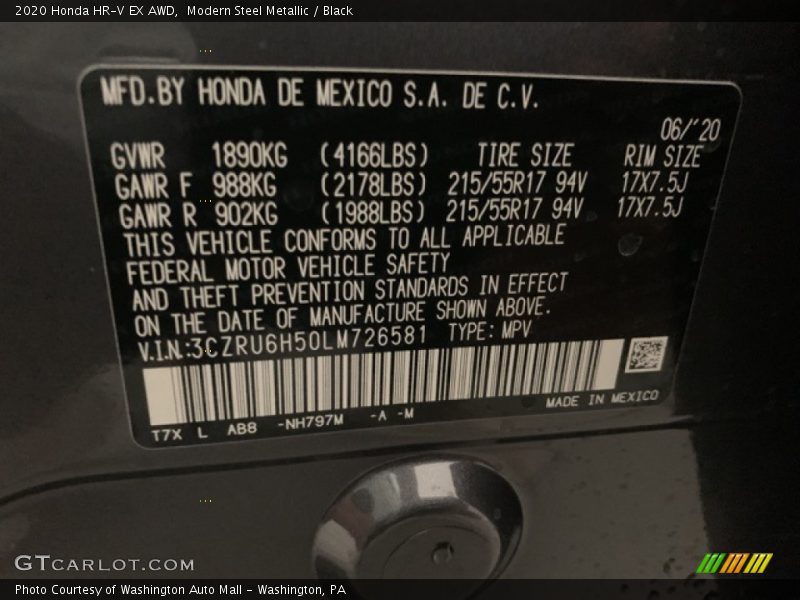 2020 Honda HR-V EX AWD, Modern Steel Metallic / Black
MFD.BY HONDA DE MEXICO S.A. DE C.V.
06/'20
GVWR 1890KG (4166LBS) TIRE SIZE RIM SIZE
GAWR F 988KG (2178LBS) 215/55R17 94V 17X7.5J
GAWR R 902KG (1988LBS) 215/55R17 94V 17X7.5J
THIS VEHICLE CONFORMS TO ALL APPLICABLE
FEDERAL MOTOR VEHICLE SAFETY
AND THEFT PREVENTION STANDARDS IN EFFECT
ON THE DATE OF MANUFACTURE SHOWN ABOVE.
V.I.N:3CZRU6H50LM726581 TYPE: MPV
T7X L AB8 -NH797M -A -M MADE IN MEXICO
GTCARLOT.COM
Photo Courtesy of Washington Auto Mall - Washington, PA